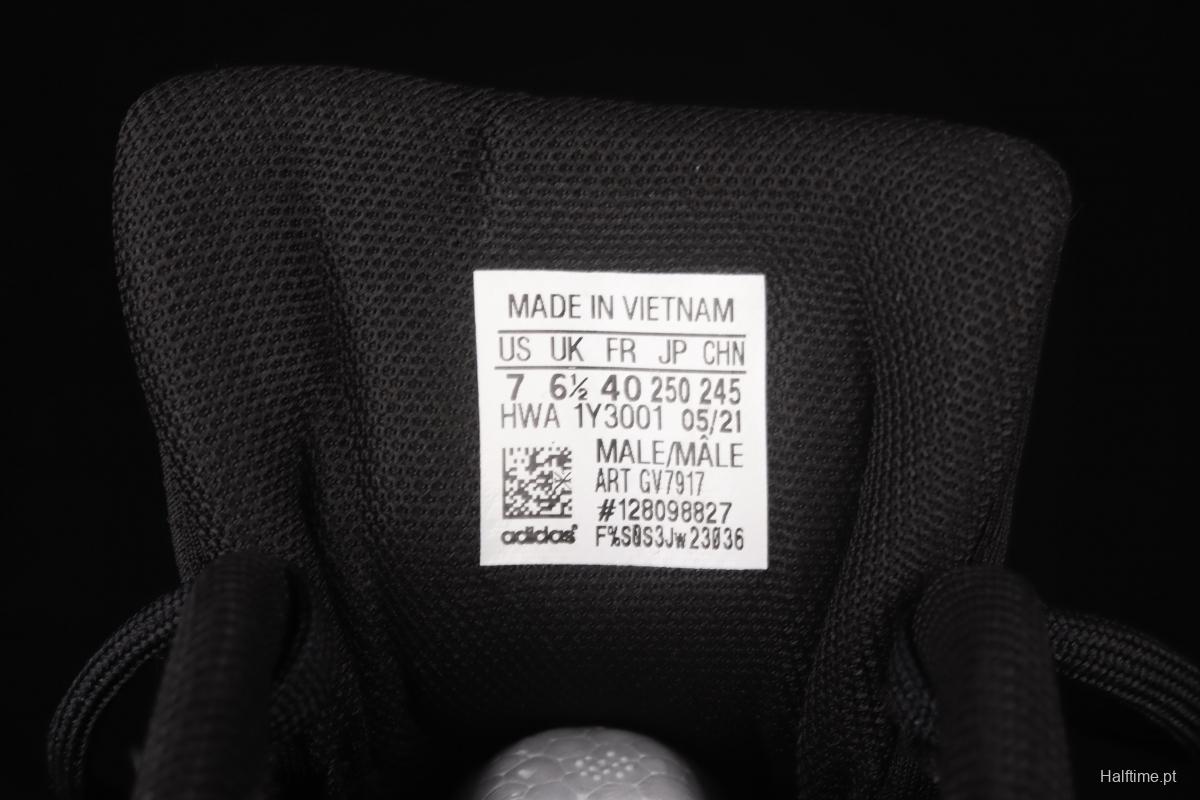 MADE IN VIETNAM
US UK FR JP CHN
7 6½ 40 250 245
HWA 1Y3001 05/21
MALE/MÂLE
ART GV7917
#128098827
adidas F%S0S3Jw23036
Halftime.pt